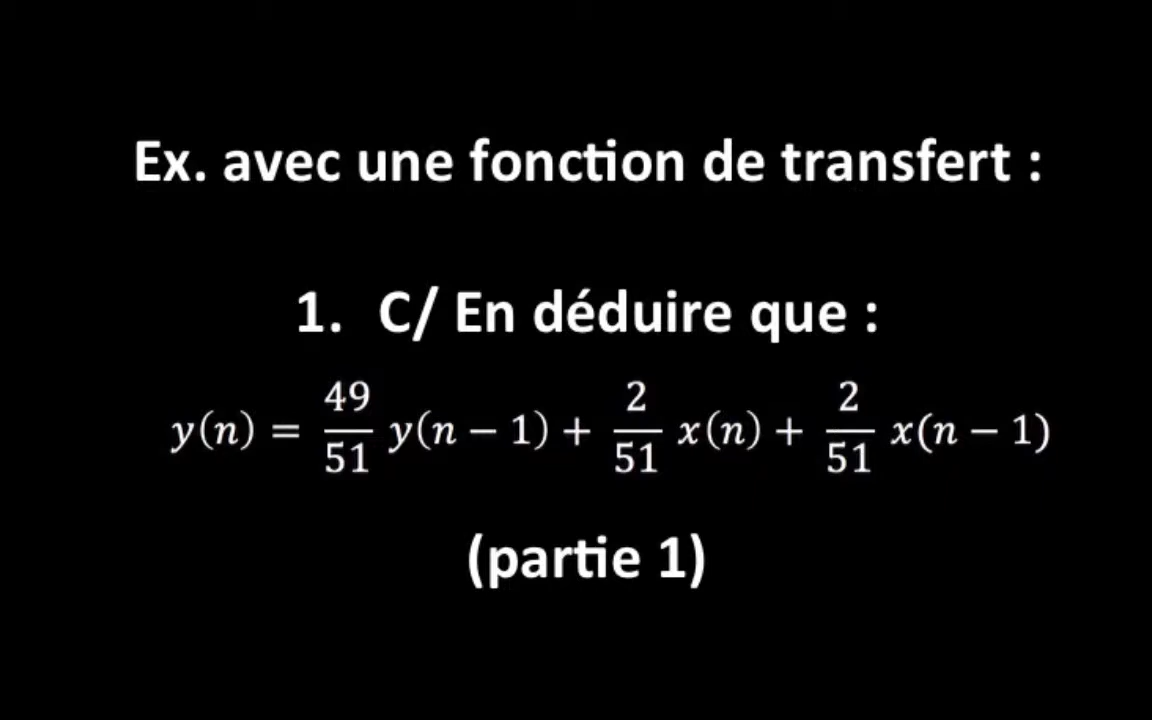 Ex. avec une fonction de transfert :
1. C/ En déduire que :
y(n) = 49/51 y(n − 1) + 2/51 x(n) + 2/51 x(n − 1)
(partie 1)